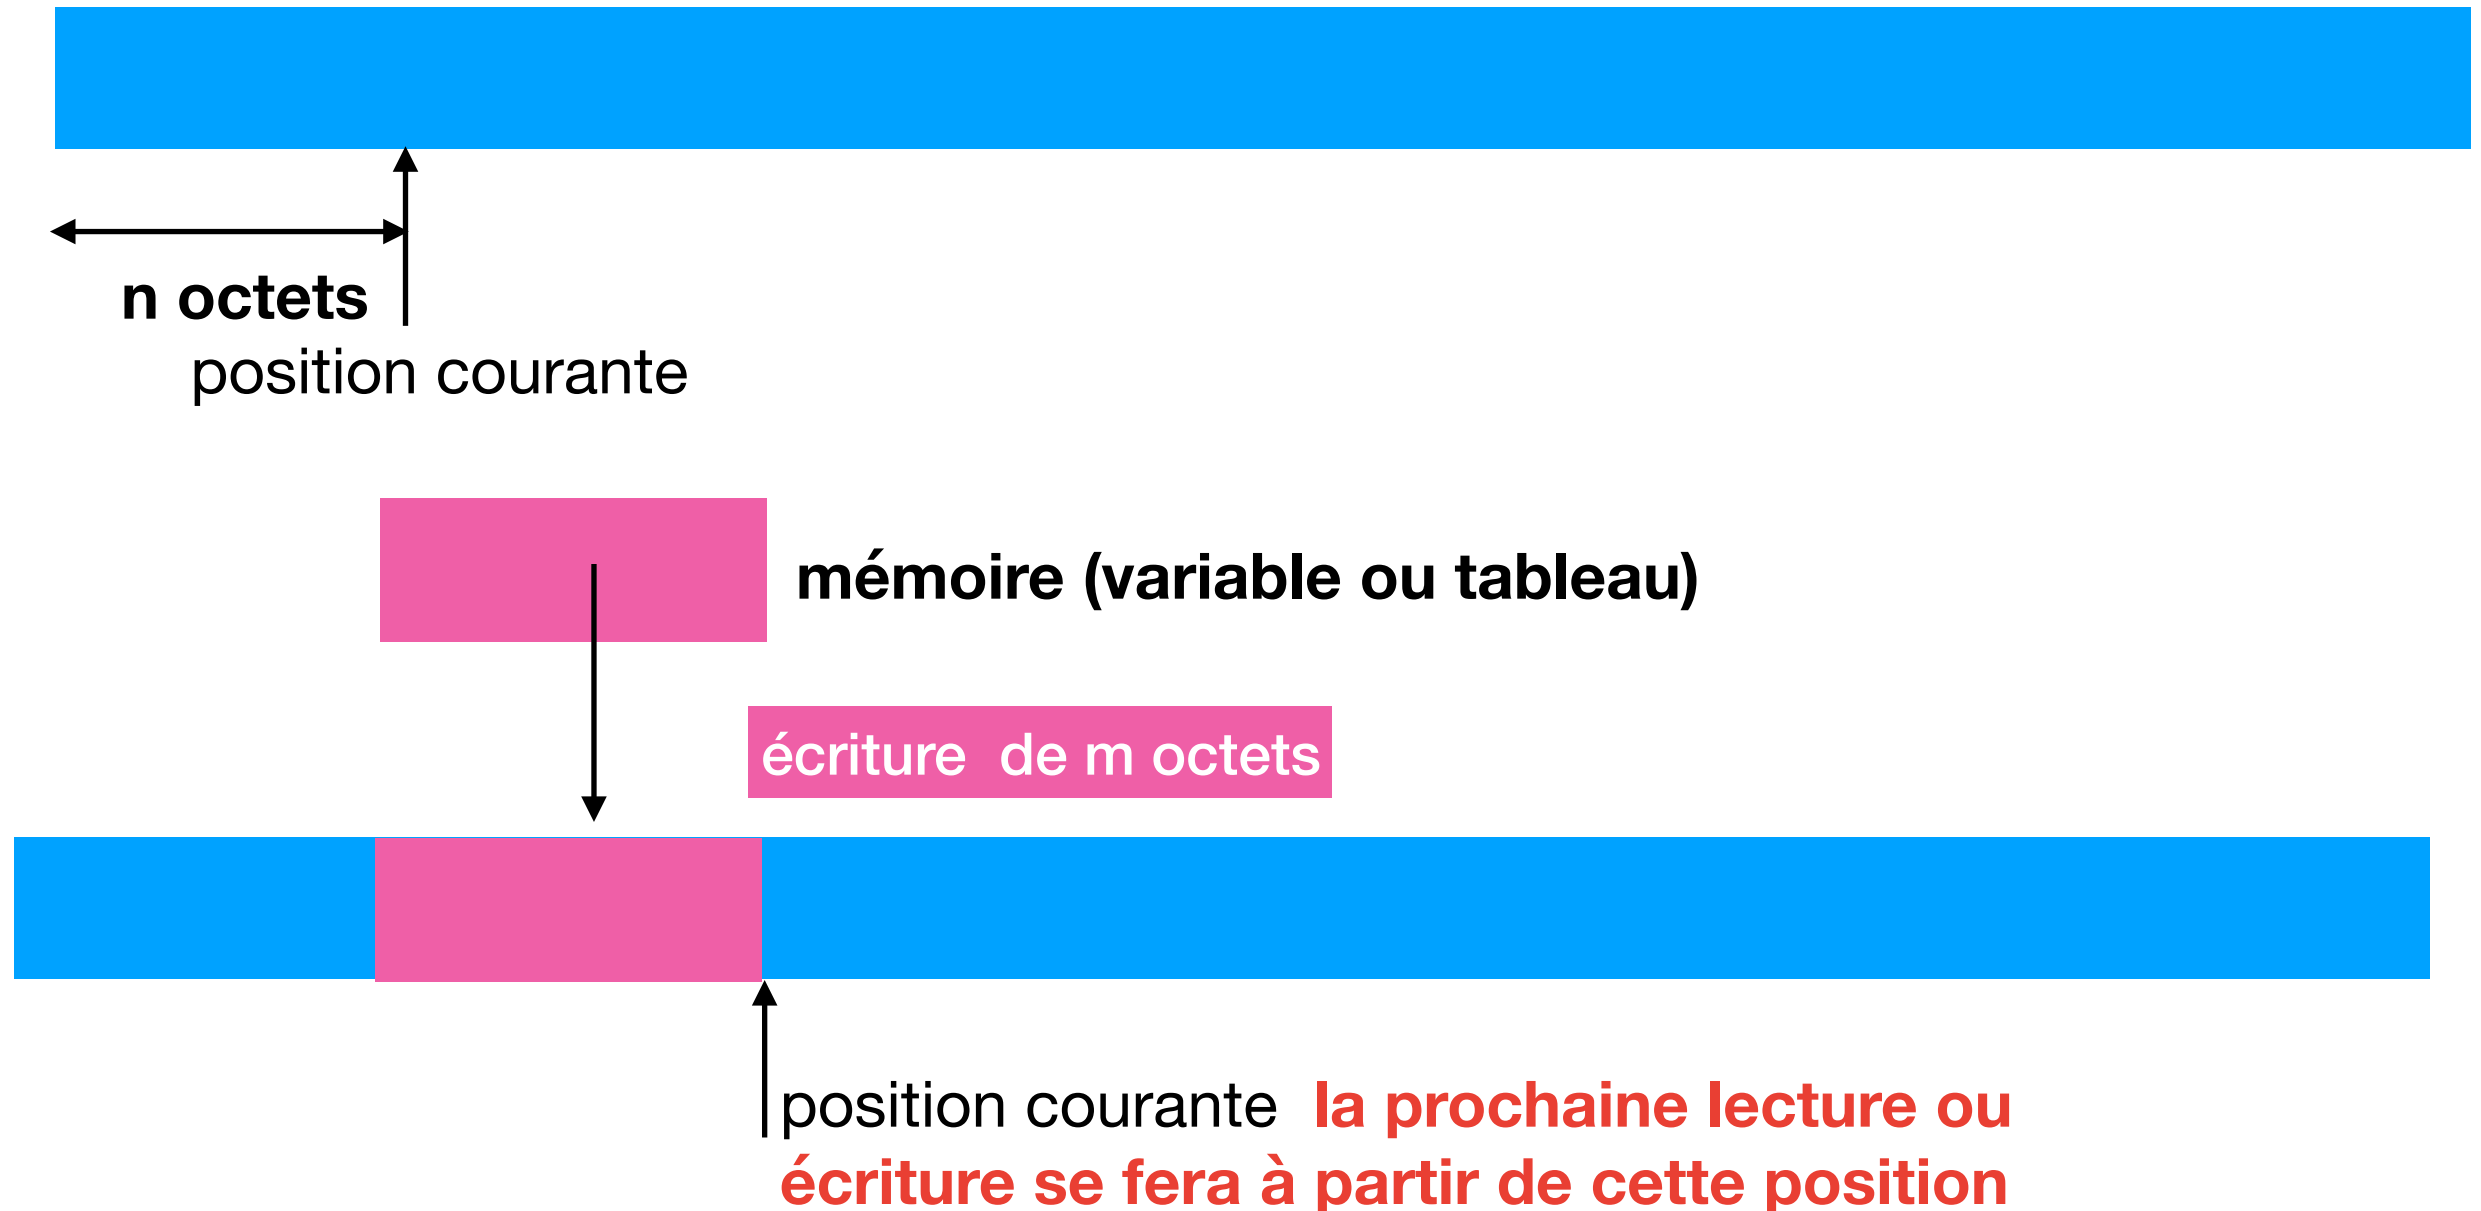 n octets
position courante
mémoire (variable ou tableau)
écriture  de m octets
position courante  la prochaine lecture ou
écriture se fera à partir de cette position